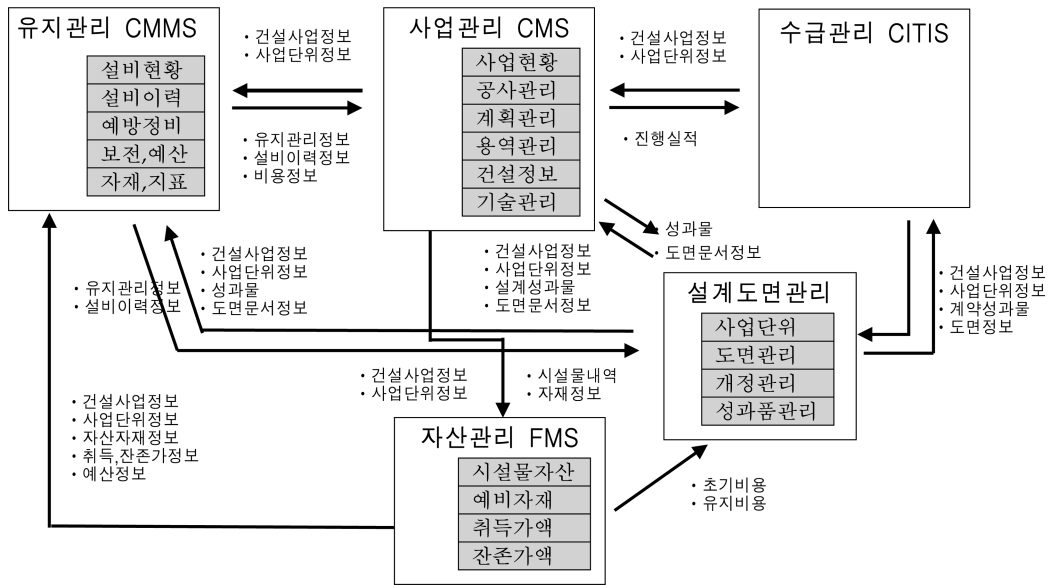 유지관리 CMMS
설비현황
설비이력
예방정비
보전,예산
자재,지표
· 건설사업정보
· 사업단위정보
· 유지관리정보
· 설비이력정보
· 비용정보
사업관리 CMS
사업현황
공사관리
계획관리
용역관리
건설정보
기술관리
· 건설사업정보
· 사업단위정보
· 진행실적
수급관리 CITIS
· 성과물
· 도면문서정보
· 유지관리정보
· 설비이력정보
· 건설사업정보
· 사업단위정보
· 성과물
· 도면문서정보
· 건설사업정보
· 사업단위정보
· 설계성과물
· 도면문서정보
설계도면관리
사업단위
도면관리
개정관리
성과품관리
· 건설사업정보
· 사업단위정보
· 계약성과물
· 도면정보
· 건설사업정보
· 사업단위정보
· 시설물내역
· 자재정보
· 건설사업정보
· 사업단위정보
· 자산자재정보
· 취득,잔존가정보
· 예산정보
자산관리 FMS
시설물자산
예비자재
취득가액
잔존가액
· 초기비용
· 유지비용